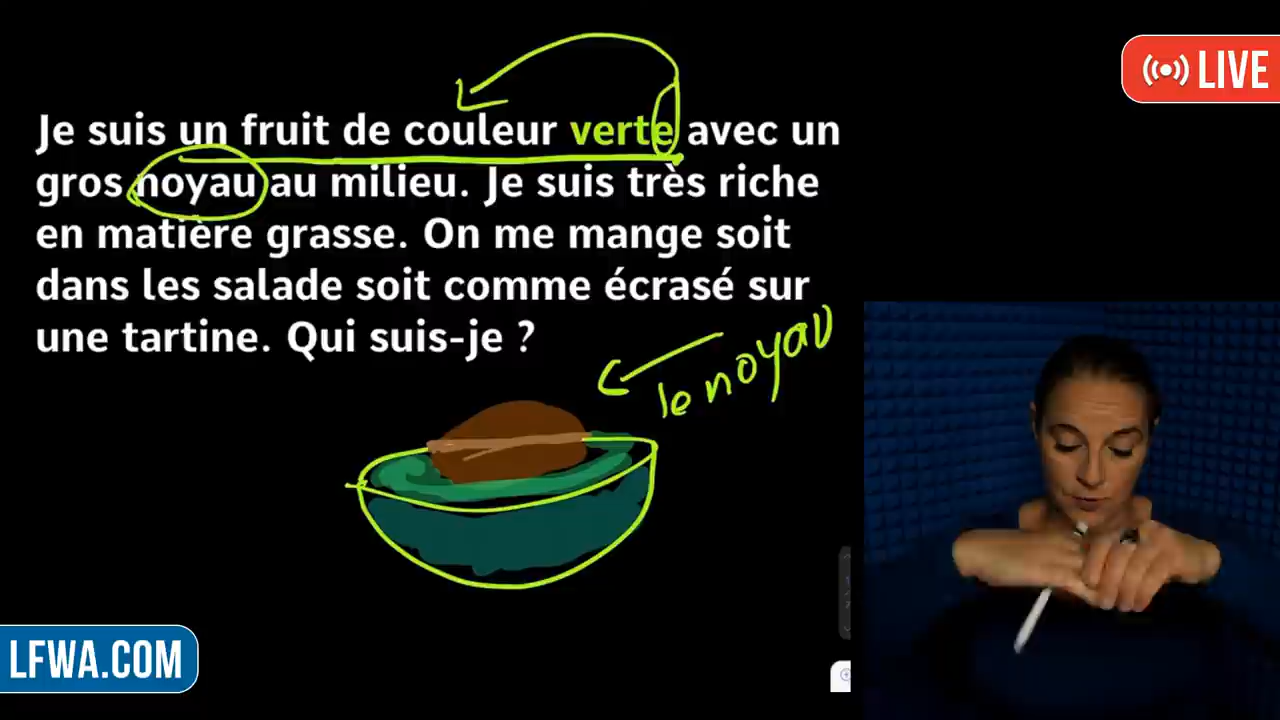 LIVE
Je suis un fruit de couleur verte avec un
gros noyau au milieu. Je suis très riche
en matière grasse. On me mange soit
dans les salade soit comme écrasé sur
une tartine. Qui suis-je ?
le noyau
LFWA.COM